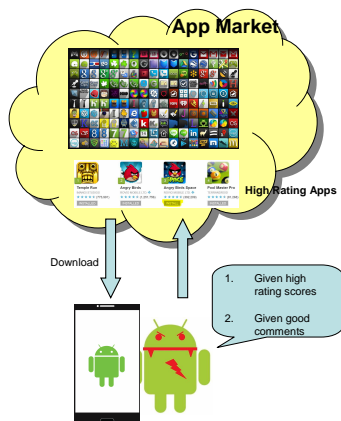 App Market
Temple Run
Angry Birds
Angry Birds Space
Pool Master Pro
High Rating Apps
Download
1. Given high
rating scores
2. Given good
comments